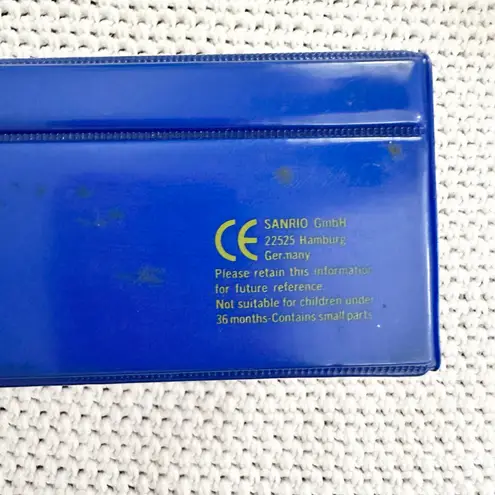 CE SANRIO GmbH
22525 Hamburg
Germany
Please retain this information
for future reference.
Not suitable for children under
36 months-Contains small parts